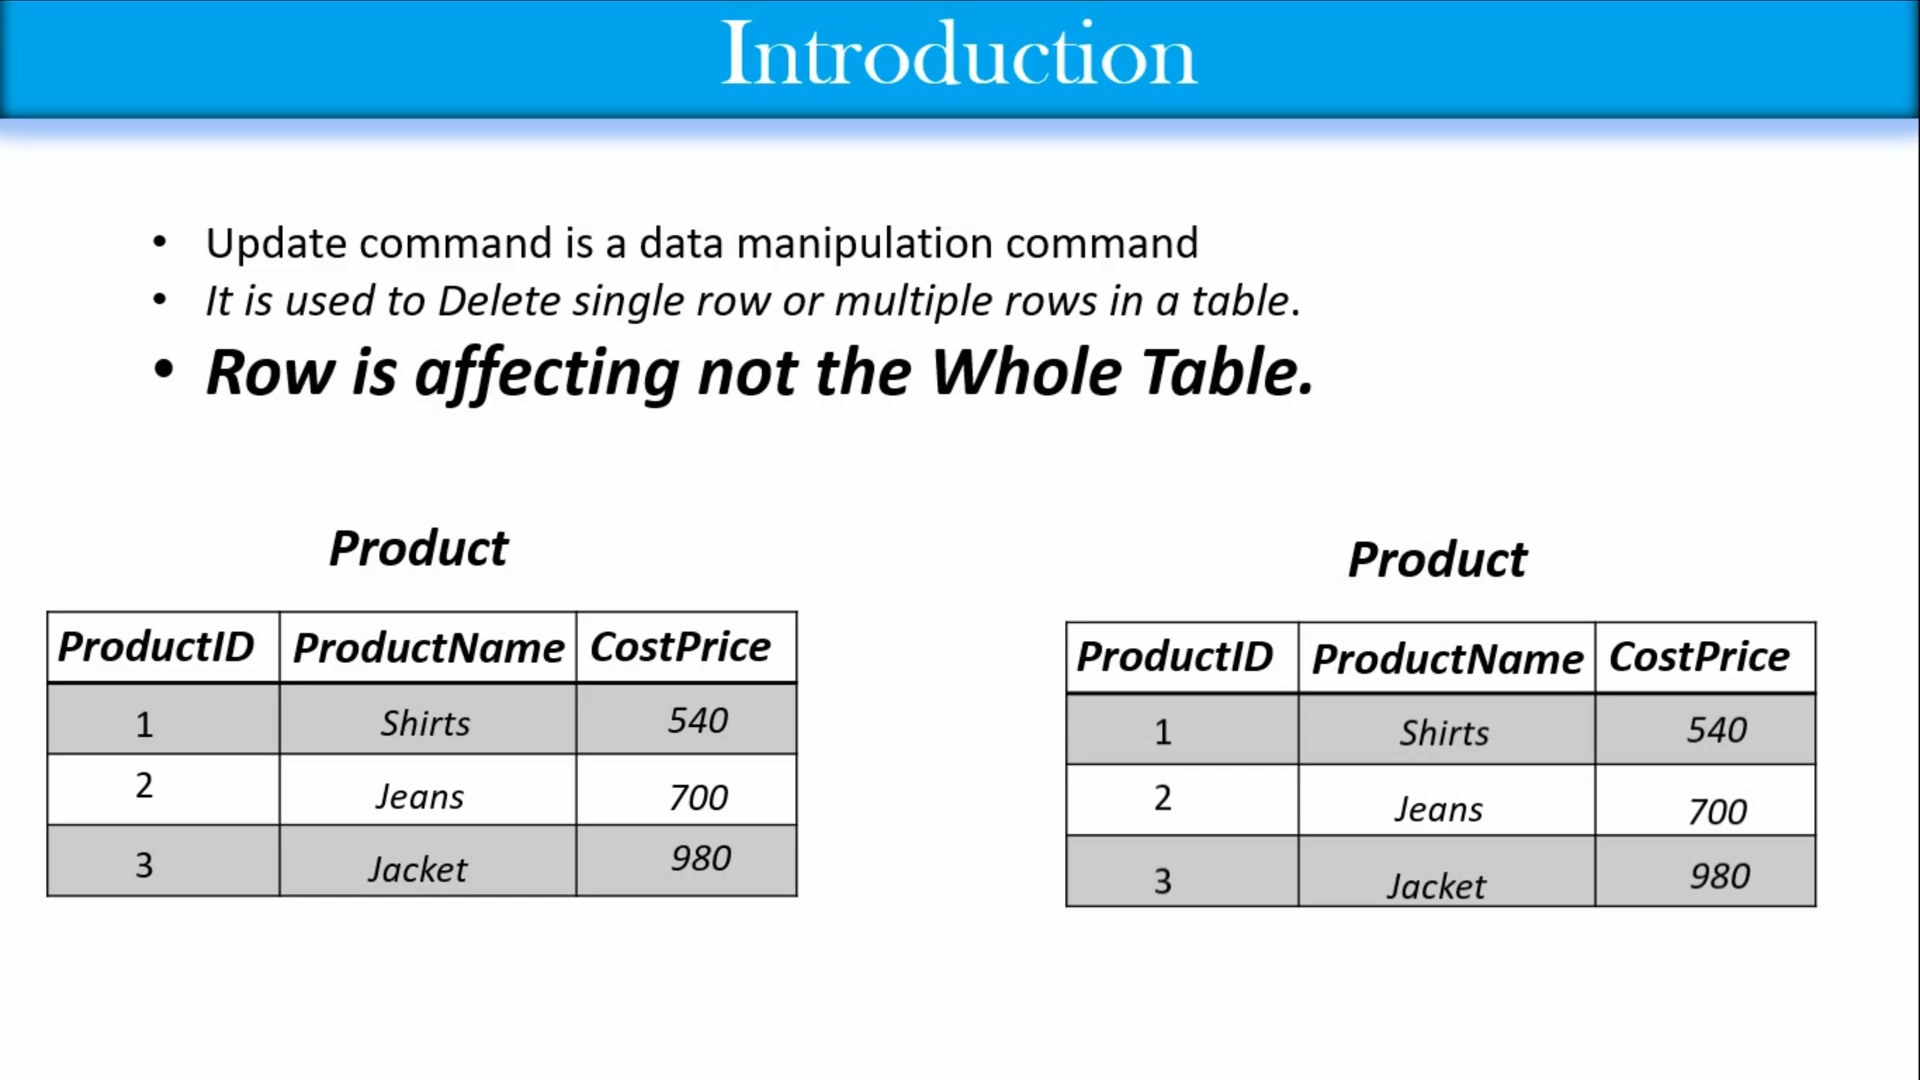 Introduction
• Update command is a data manipulation command
• It is used to Delete single row or multiple rows in a table.
• Row is affecting not the Whole Table.
Product
ProductID ProductName CostPrice
1 Shirts 540
2 Jeans 700
3 Jacket 980
Product
ProductID ProductName CostPrice
1 Shirts 540
2 Jeans 700
3 Jacket 980